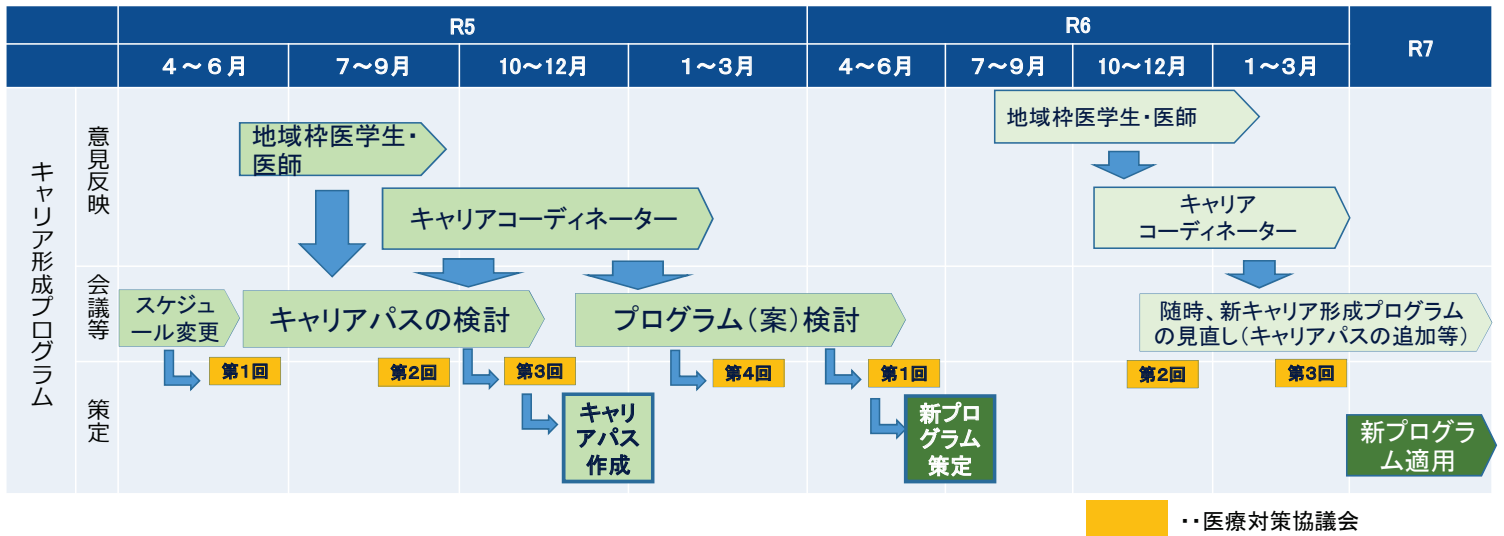 R5
R6
R7
４～６月
７～９月
10～12月
１～３月
４～６月
７～９月
10～12月
１～３月
キャリア形成プログラム
意見反映
地域枠医学生・
医師
キャリアコーディネーター
地域枠医学生・医師
キャリア
コーディネーター
会議等
スケジュ
ール変更
キャリアパスの検討
プログラム（案）検討
随時、新キャリア形成プログラム
の見直し（キャリアパスの追加等）
策定
第１回
第２回
第３回
第４回
第１回
第２回
第３回
キャリ
アパス
作成
新プロ
グラム
策定
新プログラ
ム適用
・・医療対策協議会